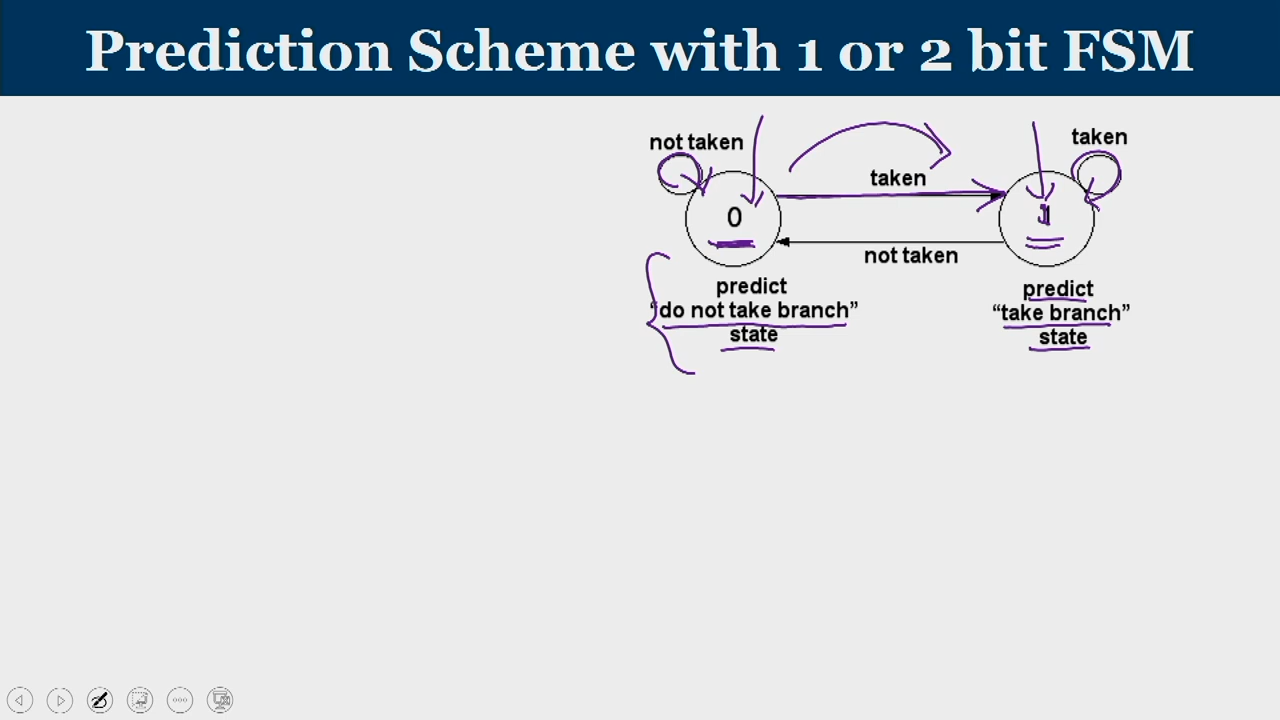 Prediction Scheme with 1 or 2 bit FSM
not taken
taken
taken
0
1
not taken
predict
“do not take branch”
state
predict
“take branch”
state